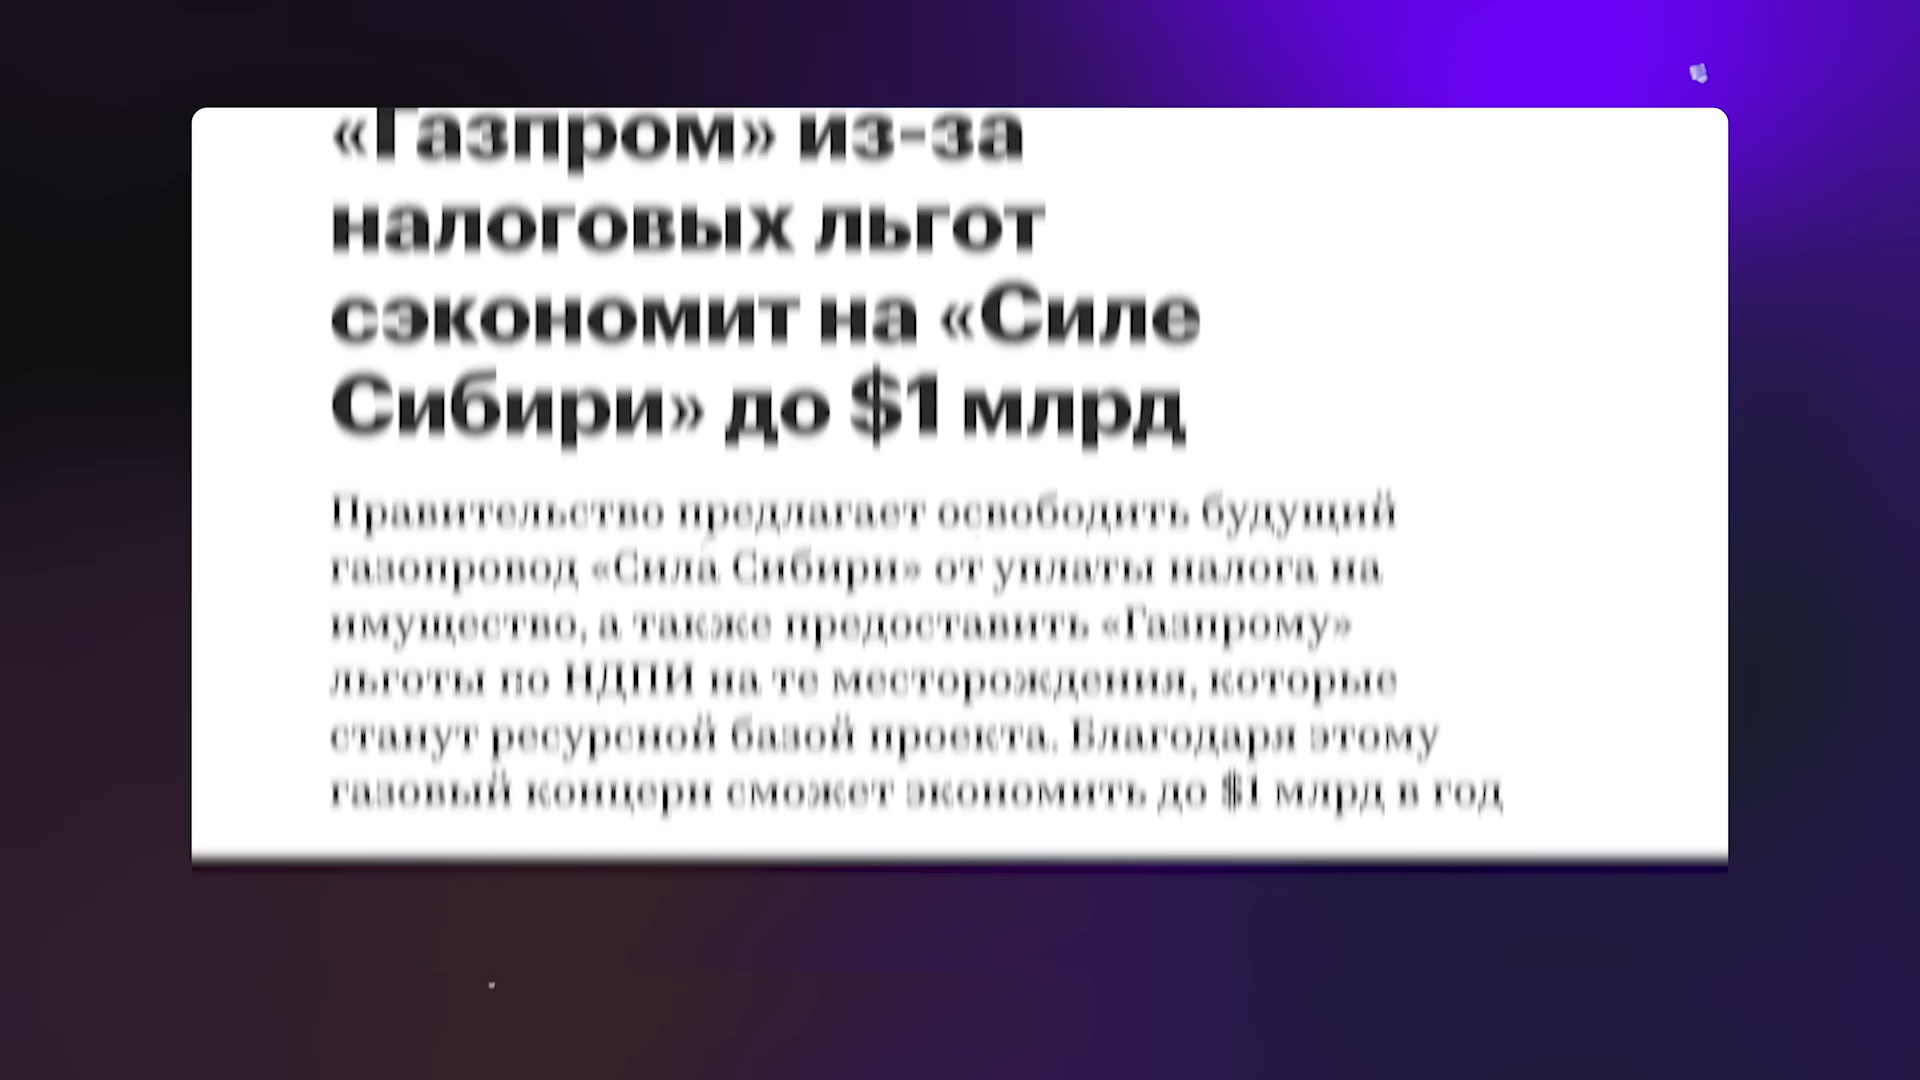 «Газпром» из-за
налоговых льгот
сэкономит на «Силе
Сибири» до $1 млрд
Правительство предлагает освободить будущий
газопровод «Сила Сибири» от уплаты налога на
имущество, а также предоставить «Газпрому»
льготы по НДПИ на те месторождения, которые
станут ресурсной базой проекта. Благодаря этому
газовый концерн сможет экономить до $1 млрд в год